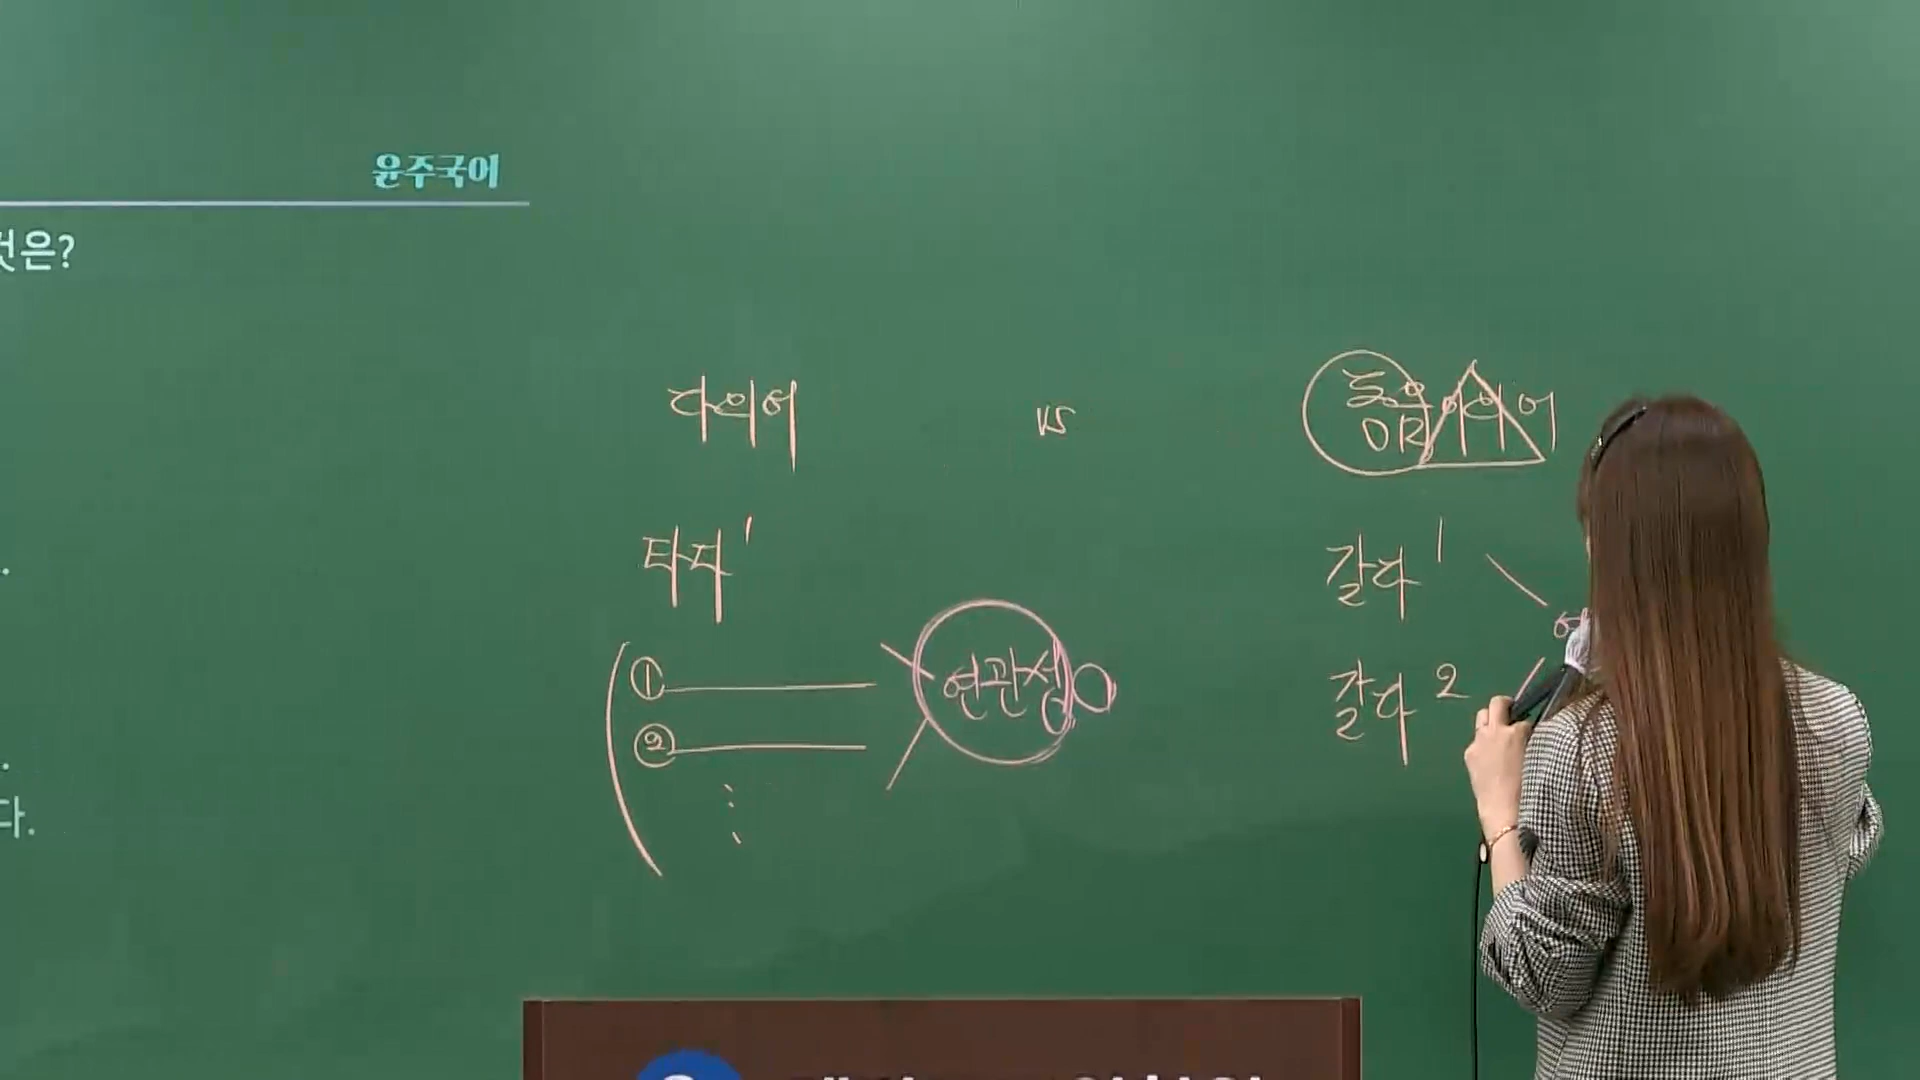 윤주국어
것은?
.
.
다.
다의어 vs 동음이의어
타타1
갈다1
① 연관성○
②
갈다2